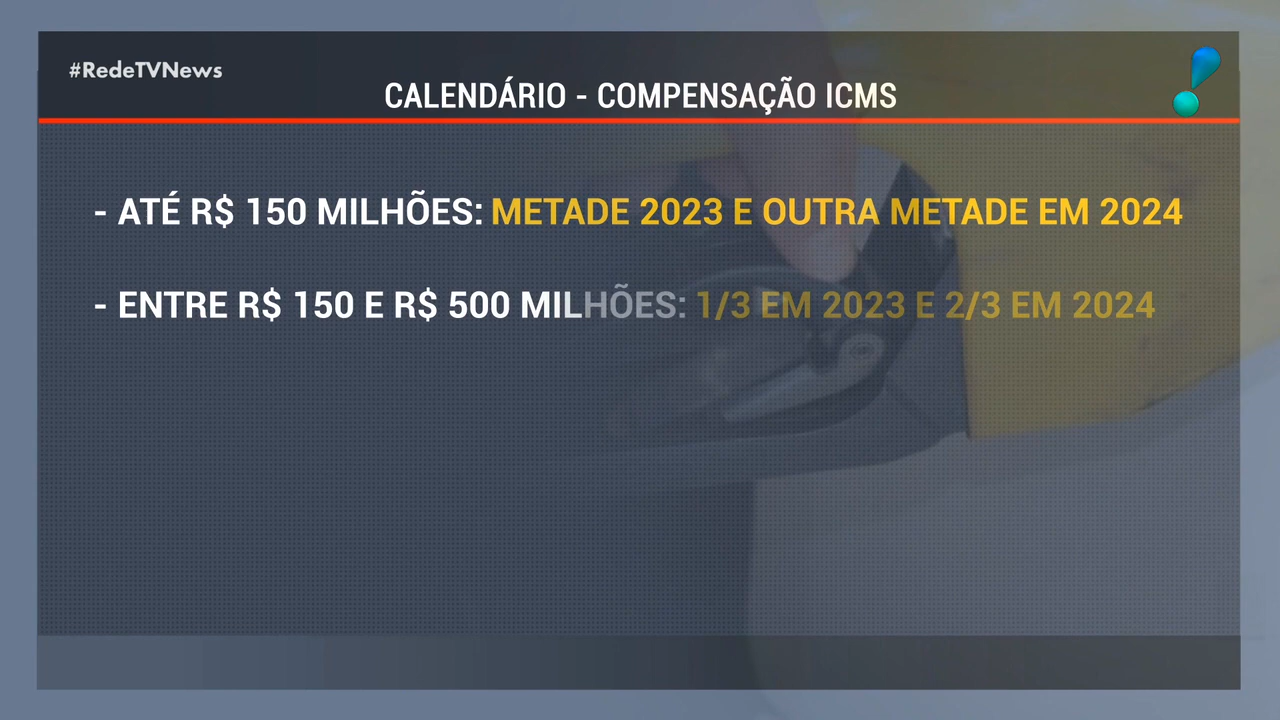 #RedeTVNews
CALENDÁRIO - COMPENSAÇÃO ICMS
- ATÉ R$ 150 MILHÕES: METADE 2023 E OUTRA METADE EM 2024
- ENTRE R$ 150 E R$ 500 MILHÕES: 1/3 EM 2023 E 2/3 EM 2024